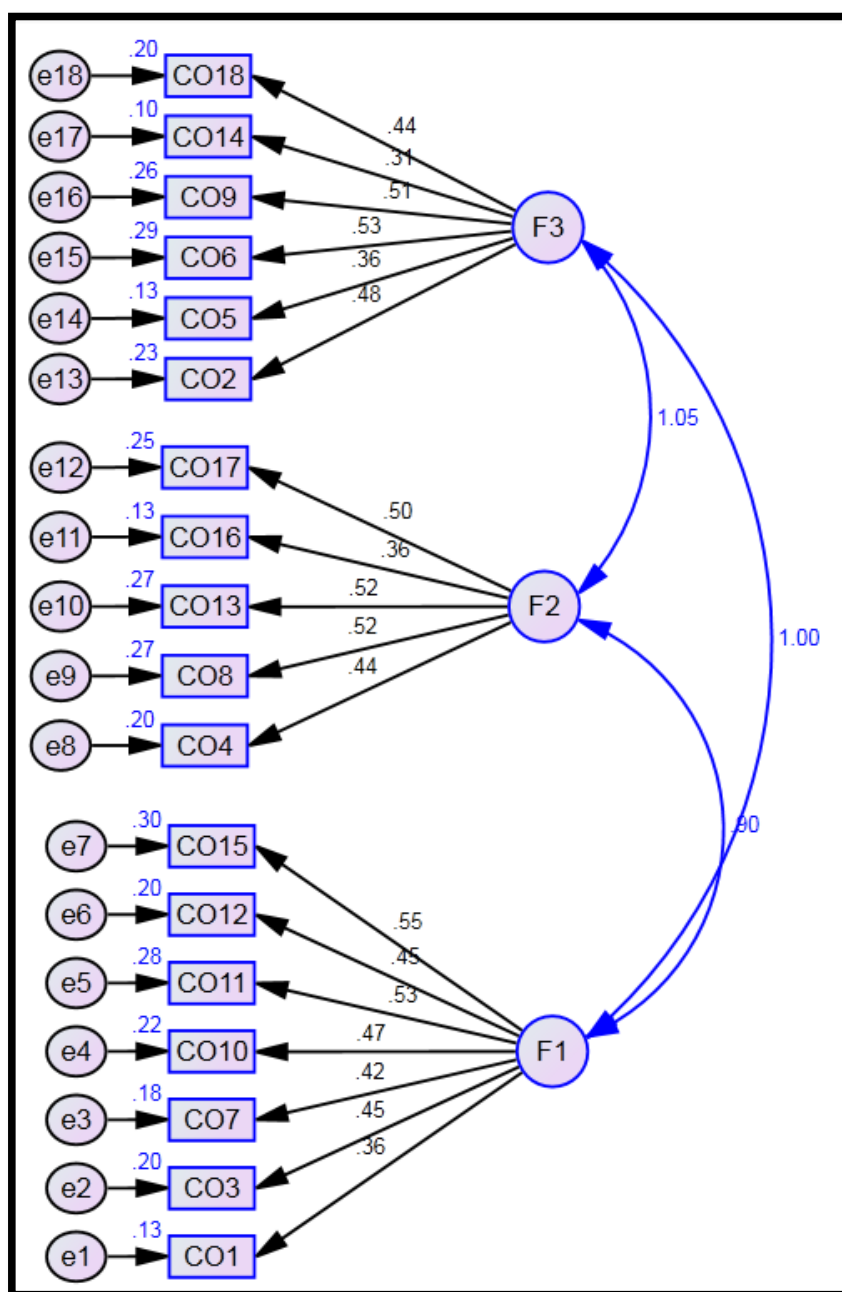 .20
e18 CO18
.44
.10
e17 CO14
.31
.26
e16 CO9
.51
F3
.29
e15 CO6
.53
.13
e14 CO5
.36
.23
e13 CO2
.48
1.05
.25
e12 CO17
.50
.13
e11 CO16
.36
.27
e10 CO13
.52
F2
.27
e9 CO8
.52
.20
e8 CO4
.44
1.00
.90
.30
e7 CO15
.55
.20
e6 CO12
.45
.28
e5 CO11
.53
.22
e4 CO10
.47
F1
.18
e3 CO7
.42
.20
e2 CO3
.45
.13
e1 CO1
.36